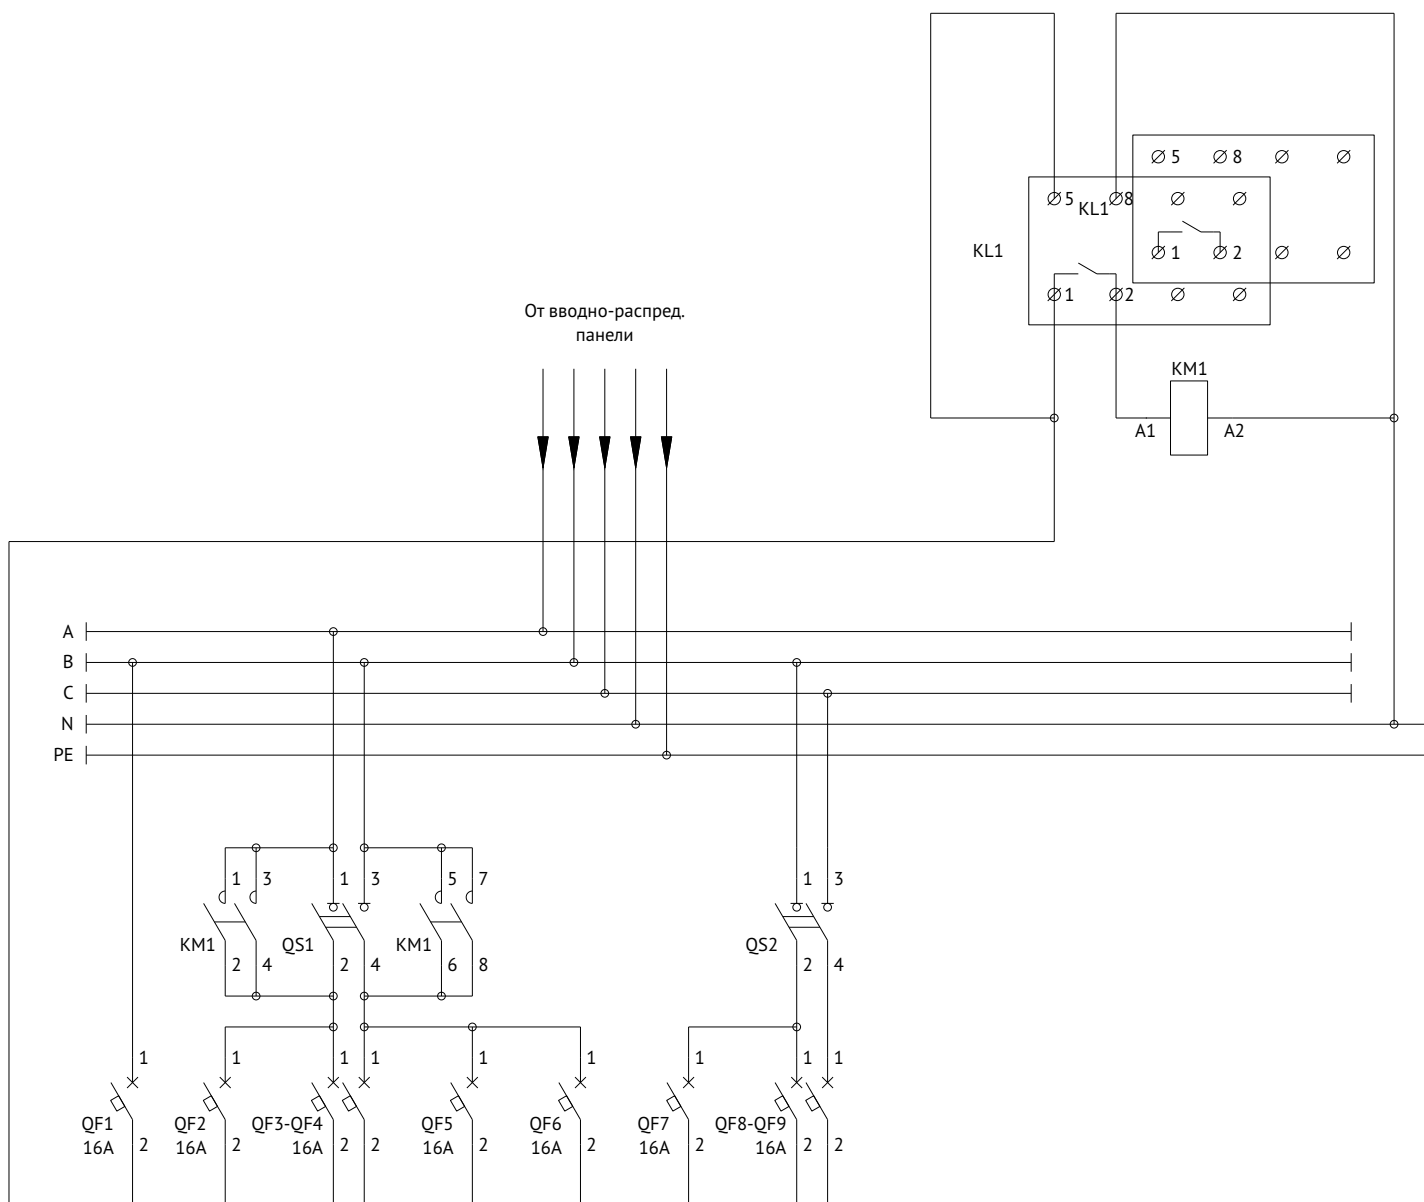 5 8
5 KL1 8
KL1 1 2
1 2
От вводно-распред.
панели
KM1
A1 A2
A
B
C
N
PE
1 3 1 3 5 7 1 3
KM1 QS1 KM1 QS2
2 4 2 4 6 8 2 4
1 1 1 1 1 1 1 1 1
QF1 QF2 QF3-QF4 QF5 QF6 QF7 QF8-QF9
16A 2 16A 2 16A 2 2 16A 2 16A 2 16A 2 16A 2 2